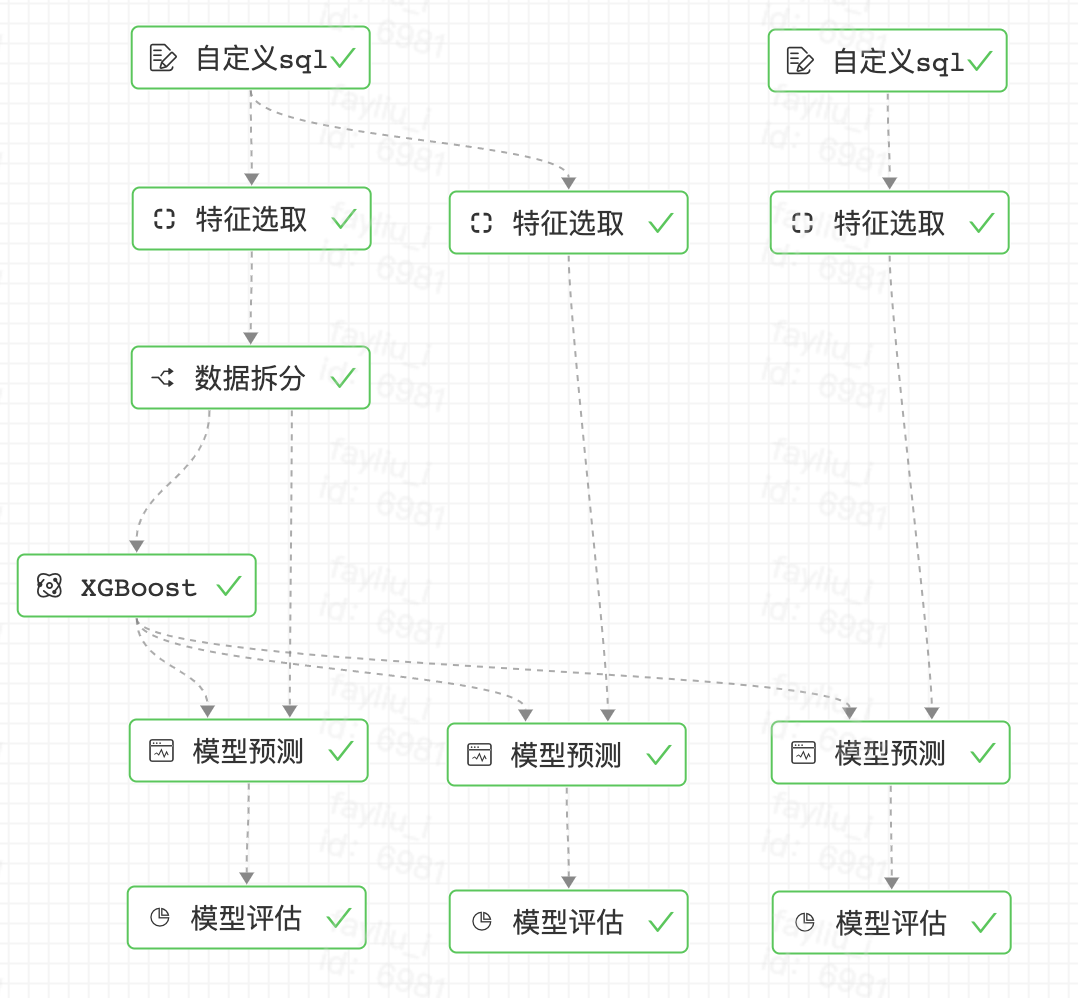 自定义sql
自定义sql
特征选取
特征选取
特征选取
数据拆分
XGBoost
模型预测
模型预测
模型预测
模型评估
模型评估
模型评估
fayliu_i
id: 6981